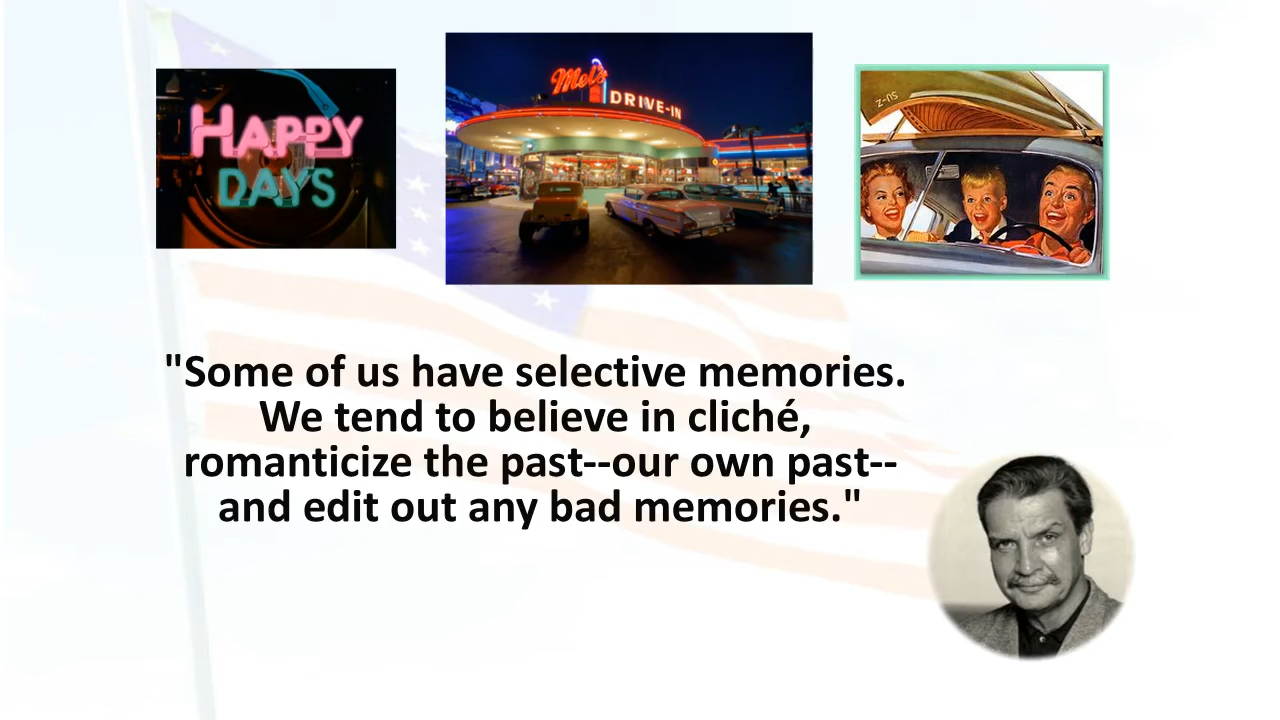 HAPPY
DAYS
Mel's
DRIVE-IN
Z-US
"Some of us have selective memories.
We tend to believe in cliché,
romanticize the past--our own past--
and edit out any bad memories."